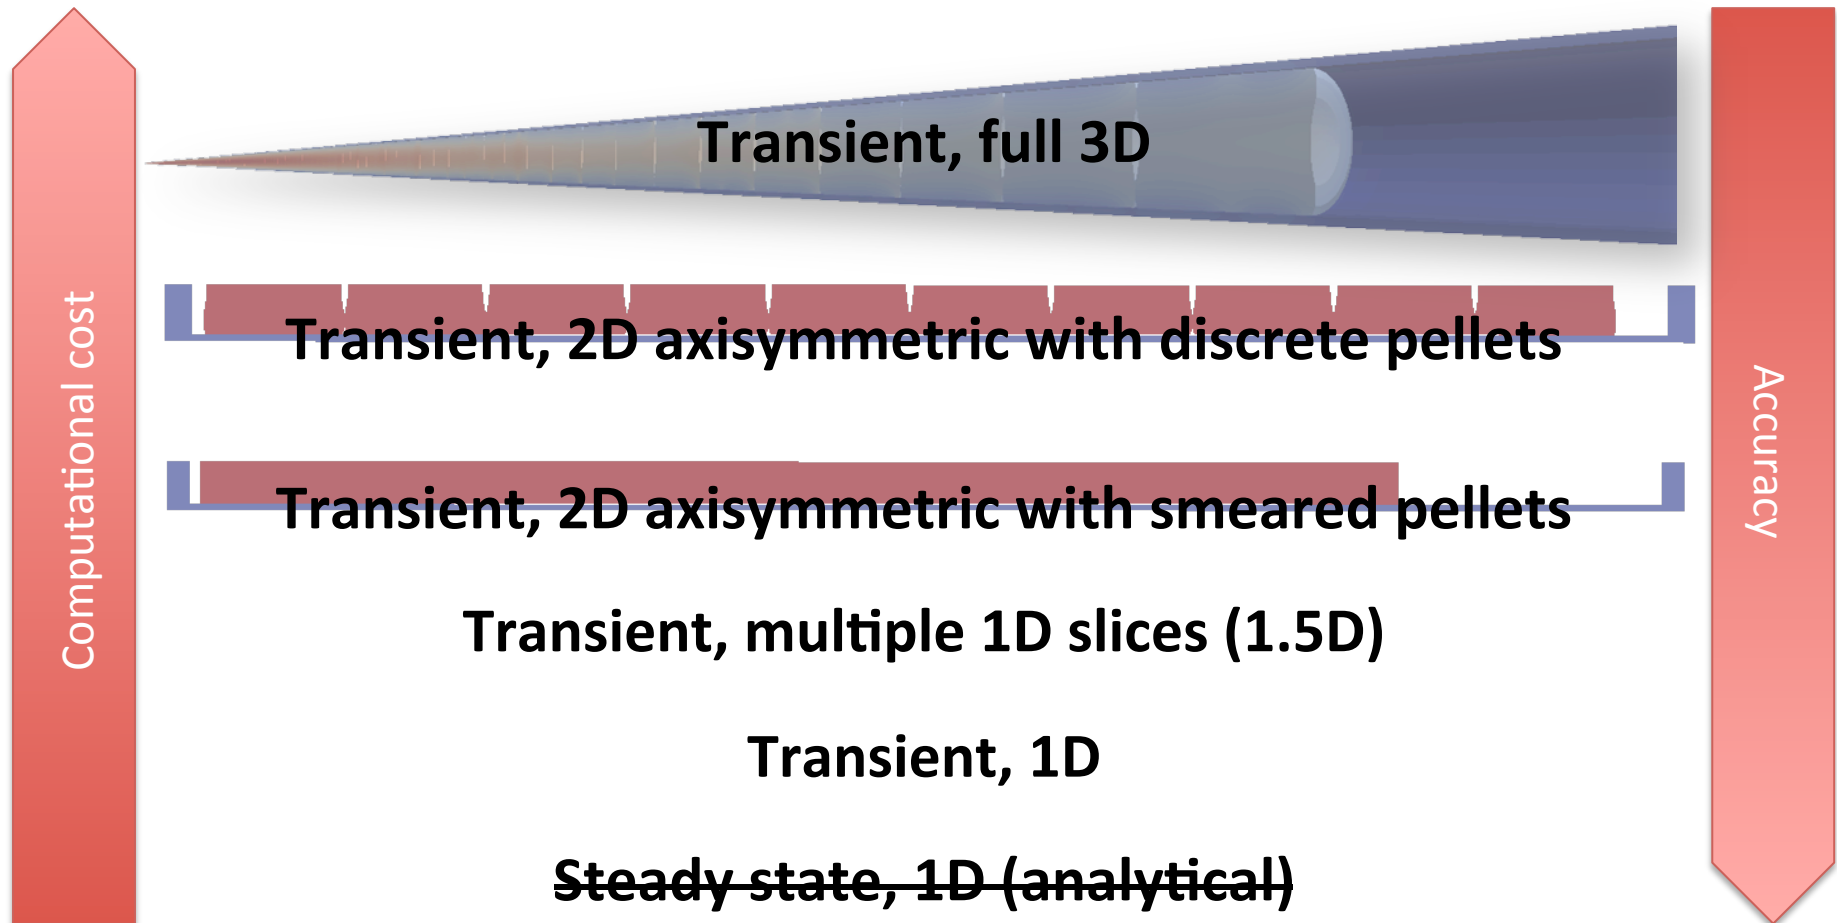 Computational cost
Transient, full 3D
Transient, 2D axisymmetric with discrete pellets
Transient, 2D axisymmetric with smeared pellets
Transient, multiple 1D slices (1.5D)
Transient, 1D
Steady state, 1D (analytical)
Accuracy